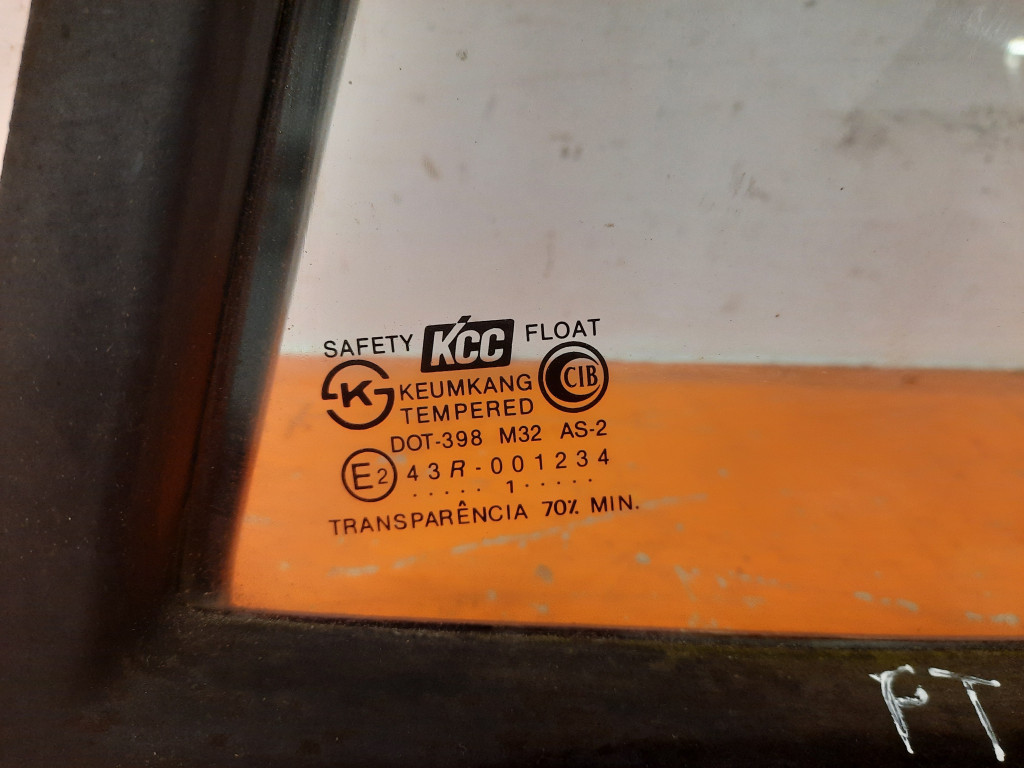 SAFETY KCC FLOAT
K KEUMKANG CIB
TEMPERED
DOT-398 M32 AS-2
E2 43R-001234
. . . . . 1 . . . . .
TRANSPARÊNCIA 70% MIN.
FT